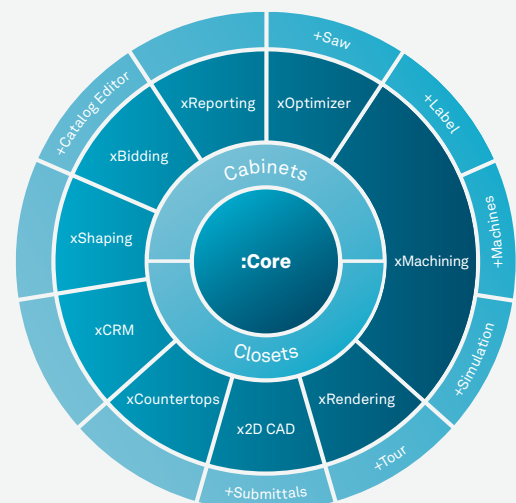 +Saw
+Label
+Machines
+Simulation
+Tour
+Submittals
+Catalog Editor
xReporting
xOptimizer
xMachining
xRendering
x2D CAD
xCountertops
xCRM
xShaping
xBidding
Cabinets
:Core
Closets